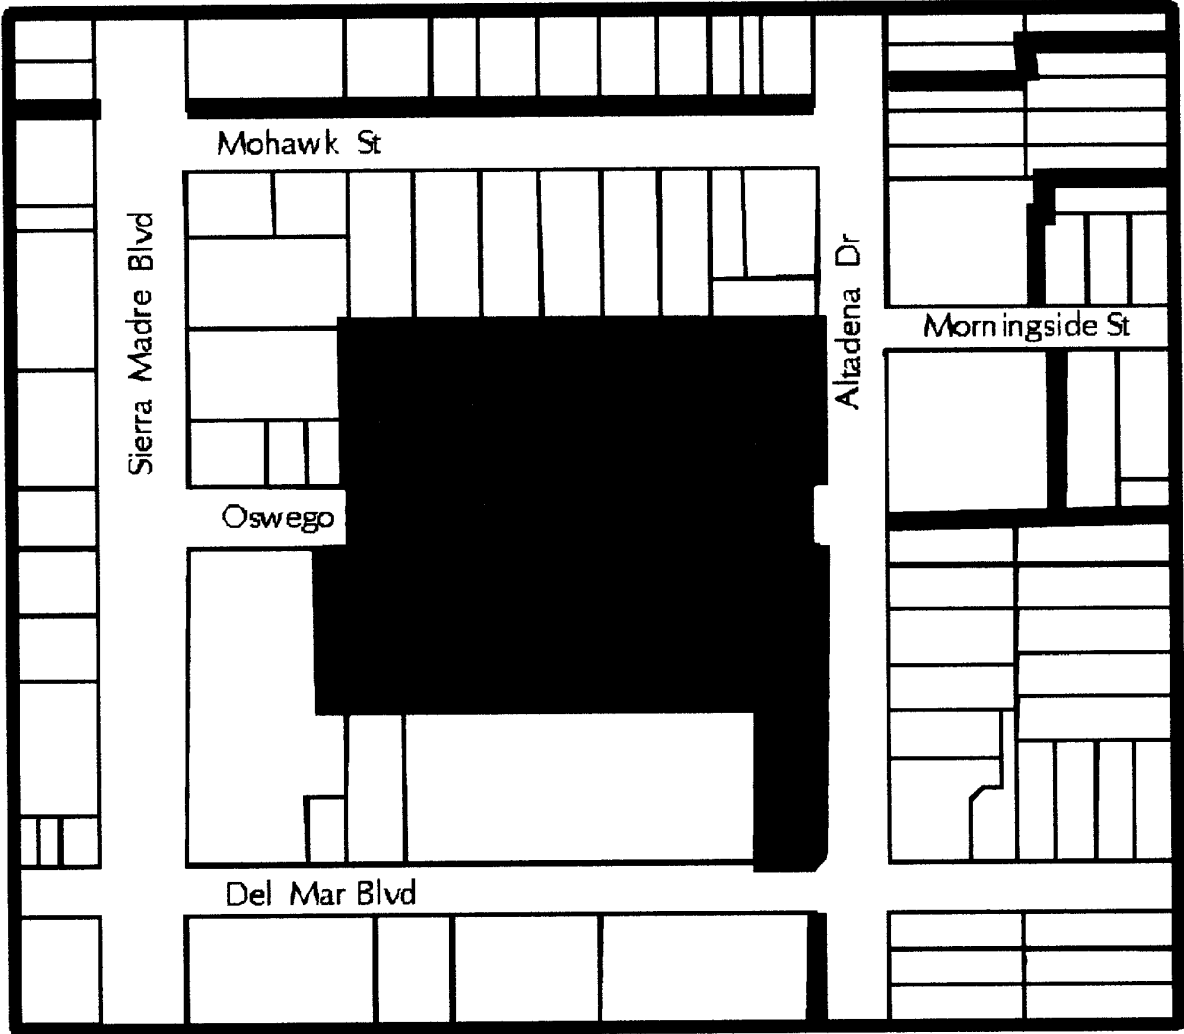 Mohawk St
Sierra Madre Blvd
Altadena Dr
Morningside St
Oswego
Del Mar Blvd